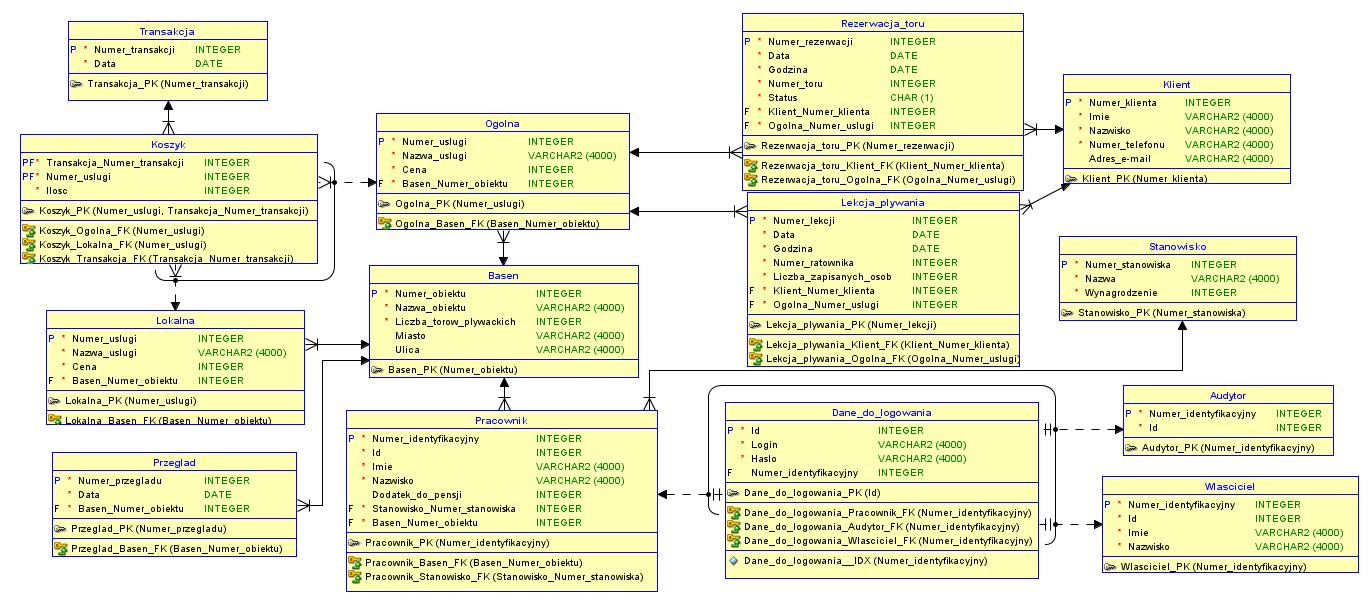 Transakcja
P * Numer_transakcji INTEGER
* Data DATE
Transakcja_PK (Numer_transakcji)
Koszyk
PF* Transakcja_Numer_transakcji INTEGER
PF* Numer_uslugi INTEGER
* Ilosc INTEGER
Koszyk_PK (Numer_uslugi, Transakcja_Numer_transakcji)
Koszyk_Ogolna_FK (Numer_uslugi)
Koszyk_Lokalna_FK (Numer_uslugi)
Koszyk_Transakcja_FK (Transakcja_Numer_transakcji)
Lokalna
P * Numer_uslugi INTEGER
* Nazwa_uslugi VARCHAR2 (4000)
* Cena INTEGER
F * Basen_Numer_obiektu INTEGER
Lokalna_PK (Numer_uslugi)
Lokalna_Basen_FK (Basen_Numer_obiektu)
Przeglad
P * Numer_przegladu INTEGER
* Data DATE
F * Basen_Numer_obiektu INTEGER
Przeglad_PK (Numer_przegladu)
Przeglad_Basen_FK (Basen_Numer_obiektu)
Ogolna
P * Numer_uslugi INTEGER
* Nazwa_uslugi VARCHAR2 (4000)
* Cena INTEGER
F * Basen_Numer_obiektu INTEGER
Ogolna_PK (Numer_uslugi)
Ogolna_Basen_FK (Basen_Numer_obiektu)
Basen
P * Numer_obiektu INTEGER
* Nazwa_obiektu VARCHAR2 (4000)
* Liczba_torow_plywackich INTEGER
Miasto VARCHAR2 (4000)
Ulica VARCHAR2 (4000)
Basen_PK (Numer_obiektu)
Pracownik
P * Numer_identyfikacyjny INTEGER
* Id INTEGER
* Imie VARCHAR2 (4000)
* Nazwisko VARCHAR2 (4000)
Dodatek_do_pensji INTEGER
F * Stanowisko_Numer_stanowiska INTEGER
F * Basen_Numer_obiektu INTEGER
Pracownik_PK (Numer_identyfikacyjny)
Pracownik_Basen_FK (Basen_Numer_obiektu)
Pracownik_Stanowisko_FK (Stanowisko_Numer_stanowiska)
Rezerwacja_toru
P * Numer_rezerwacji INTEGER
* Data DATE
* Godzina DATE
* Numer_toru INTEGER
* Status CHAR (1)
F * Klient_Numer_klienta INTEGER
F * Ogolna_Numer_uslugi INTEGER
Rezerwacja_toru_PK (Numer_rezerwacji)
Rezerwacja_toru_Klient_FK (Klient_Numer_klienta)
Rezerwacja_toru_Ogolna_FK (Ogolna_Numer_uslugi)
Lekcja_plywania
P * Numer_lekcji INTEGER
* Data DATE
* Godzina DATE
* Numer_ratownika INTEGER
* Liczba_zapisanych_osob INTEGER
F * Klient_Numer_klienta INTEGER
F * Ogolna_Numer_uslugi INTEGER
Lekcja_plywania_PK (Numer_lekcji)
Lekcja_plywania_Klient_FK (Klient_Numer_klienta)
Lekcja_plywania_Ogolna_FK (Ogolna_Numer_uslugi)
Dane_do_logowania
P * Id INTEGER
* Login VARCHAR2 (4000)
* Haslo VARCHAR2 (4000)
F Numer_identyfikacyjny INTEGER
Dane_do_logowania_PK (Id)
Dane_do_logowania_Pracownik_FK (Numer_identyfikacyjny)
Dane_do_logowania_Audytor_FK (Numer_identyfikacyjny)
Dane_do_logowania_Wlasciciel_FK (Numer_identyfikacyjny)
Dane_do_logowania__IDX (Numer_identyfikacyjny)
Klient
P * Numer_klienta INTEGER
* Imie VARCHAR2 (4000)
* Nazwisko VARCHAR2 (4000)
* Numer_telefonu INTEGER
Adres_e-mail VARCHAR2 (4000)
Klient_PK (Numer_klienta)
Stanowisko
P * Numer_stanowiska INTEGER
* Nazwa VARCHAR2 (4000)
* Wynagrodzenie INTEGER
Stanowisko_PK (Numer_stanowiska)
Audytor
P * Numer_identyfikacyjny INTEGER
* Id INTEGER
Audytor_PK (Numer_identyfikacyjny)
Wlasciciel
P * Numer_identyfikacyjny INTEGER
* Id INTEGER
* Imie VARCHAR2 (4000)
* Nazwisko VARCHAR2 (4000)
Wlasciciel_PK (Numer_identyfikacyjny)